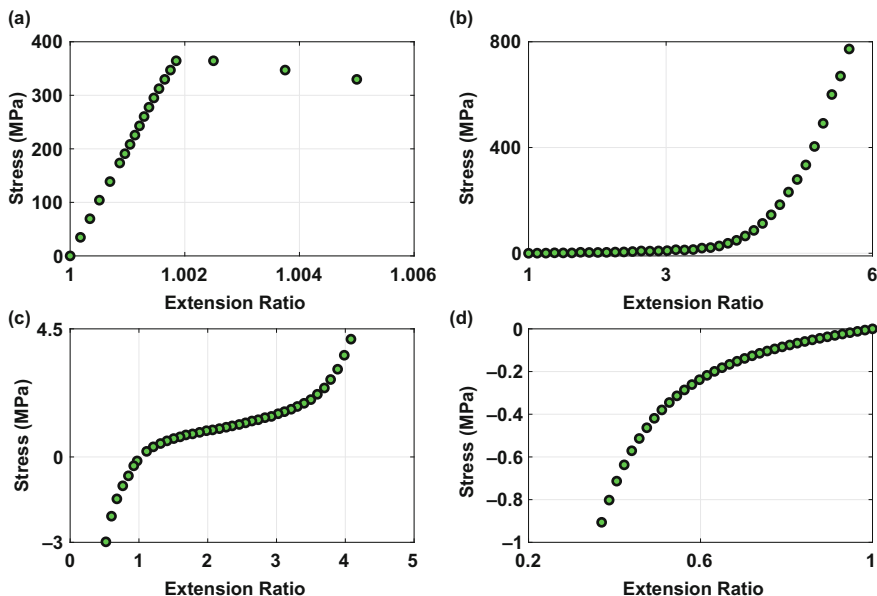 (a)
400
300
200
100
0
Stress (MPa)
1
1.002
1.004
1.006
Extension Ratio
(b)
800
400
0
Stress (MPa)
1
3
6
Extension Ratio
(c)
4.5
0
–3
Stress (MPa)
0
1
2
3
4
5
Extension Ratio
(d)
0
–0.2
–0.4
–0.6
–0.8
–1
Stress (MPa)
0.2
0.6
1
Extension Ratio